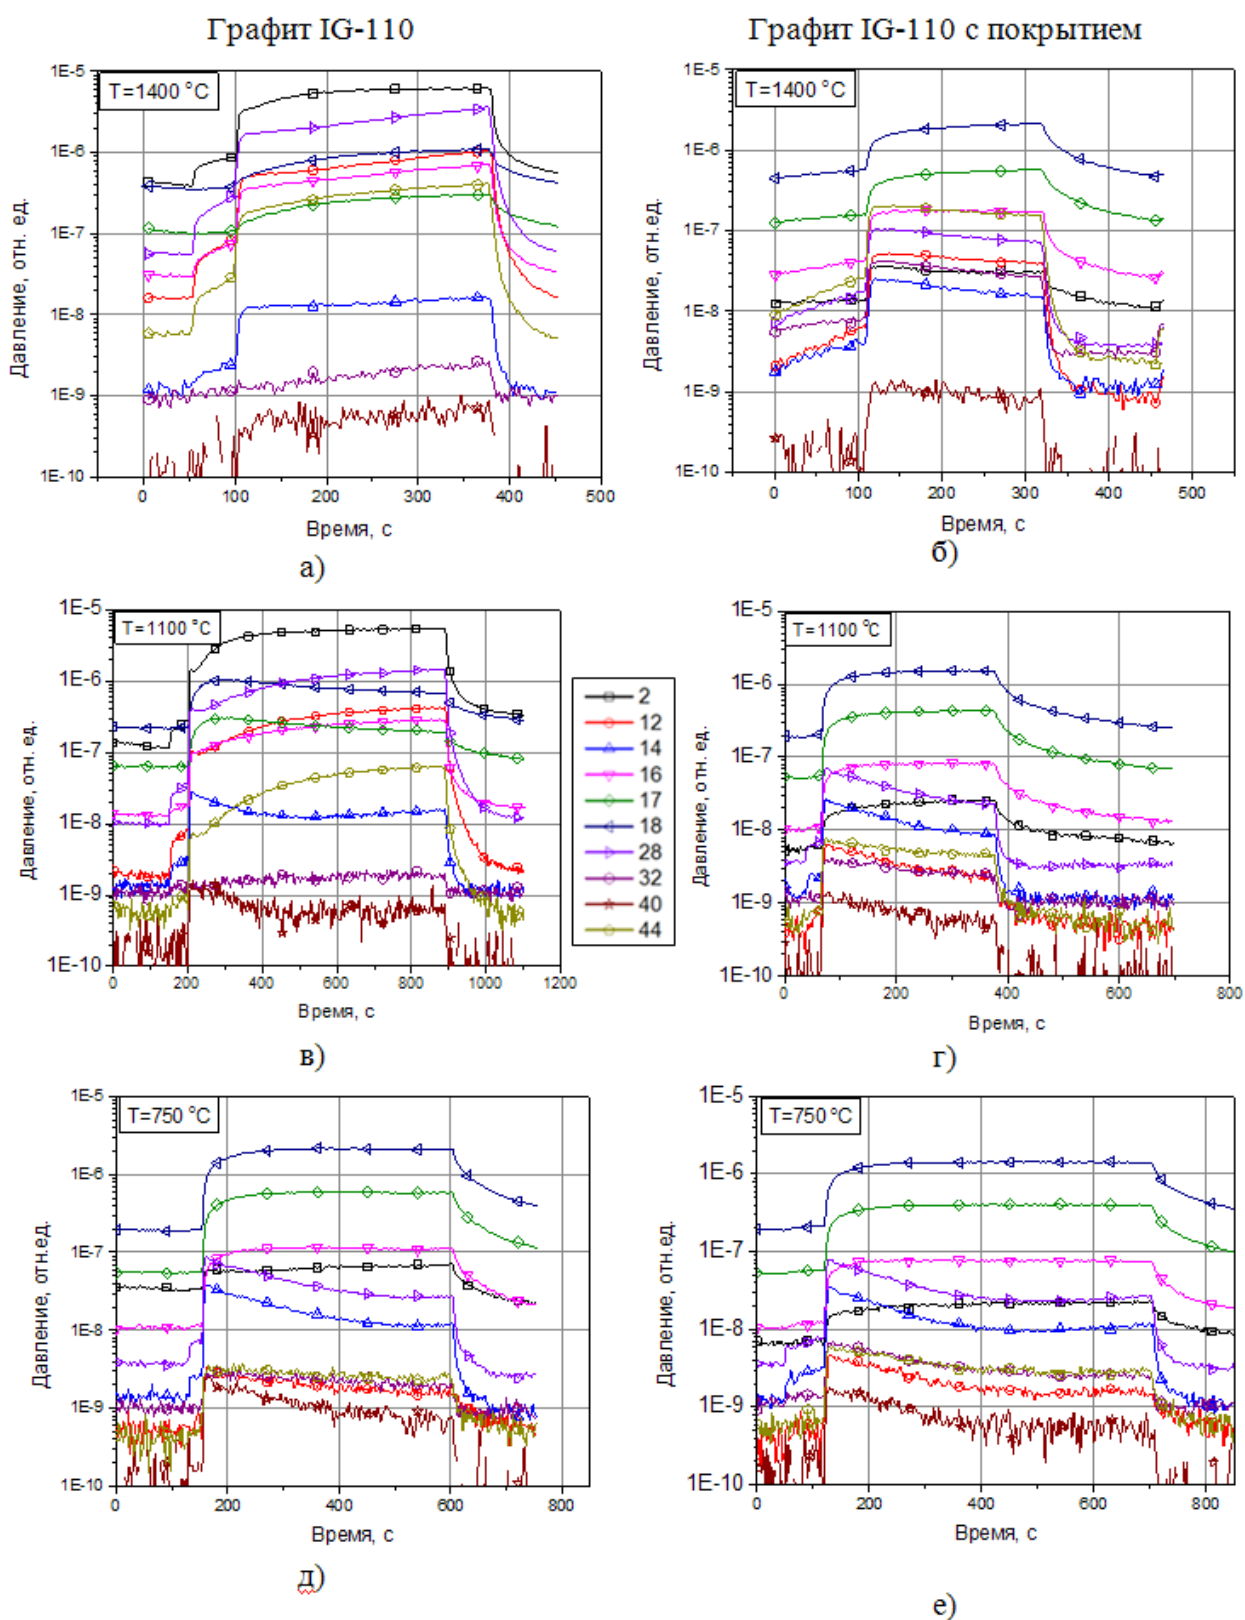 Графит IG-110
Графит IG-110 с покрытием
T=1400 °C
1E-5
1E-6
1E-7
1E-8
1E-9
1E-10
Давление, отн. ед.
0 100 200 300 400 500
Время, с
а)
T=1400 °C
1E-5
1E-6
1E-7
1E-8
1E-9
1E-10
Давление, отн. ед.
0 100 200 300 400 500
Время, с
б)
T=1100 °C
1E-5
1E-6
1E-7
1E-8
1E-9
1E-10
Давление, отн. ед.
0 200 400 600 800 1000 1200
Время, с
в)
2
12
14
16
17
18
28
32
40
44
T=1100 °C
1E-5
1E-6
1E-7
1E-8
1E-9
1E-10
Давление, отн. ед.
0 200 400 600 800
Время, с
г)
T=750 °C
1E-5
1E-6
1E-7
1E-8
1E-9
1E-10
Давление, отн.ед.
0 200 400 600 800
Время, с
д)
T=750 °C
1E-5
1E-6
1E-7
1E-8
1E-9
1E-10
Давление, отн.ед.
0 200 400 600 800
Время, с
е)